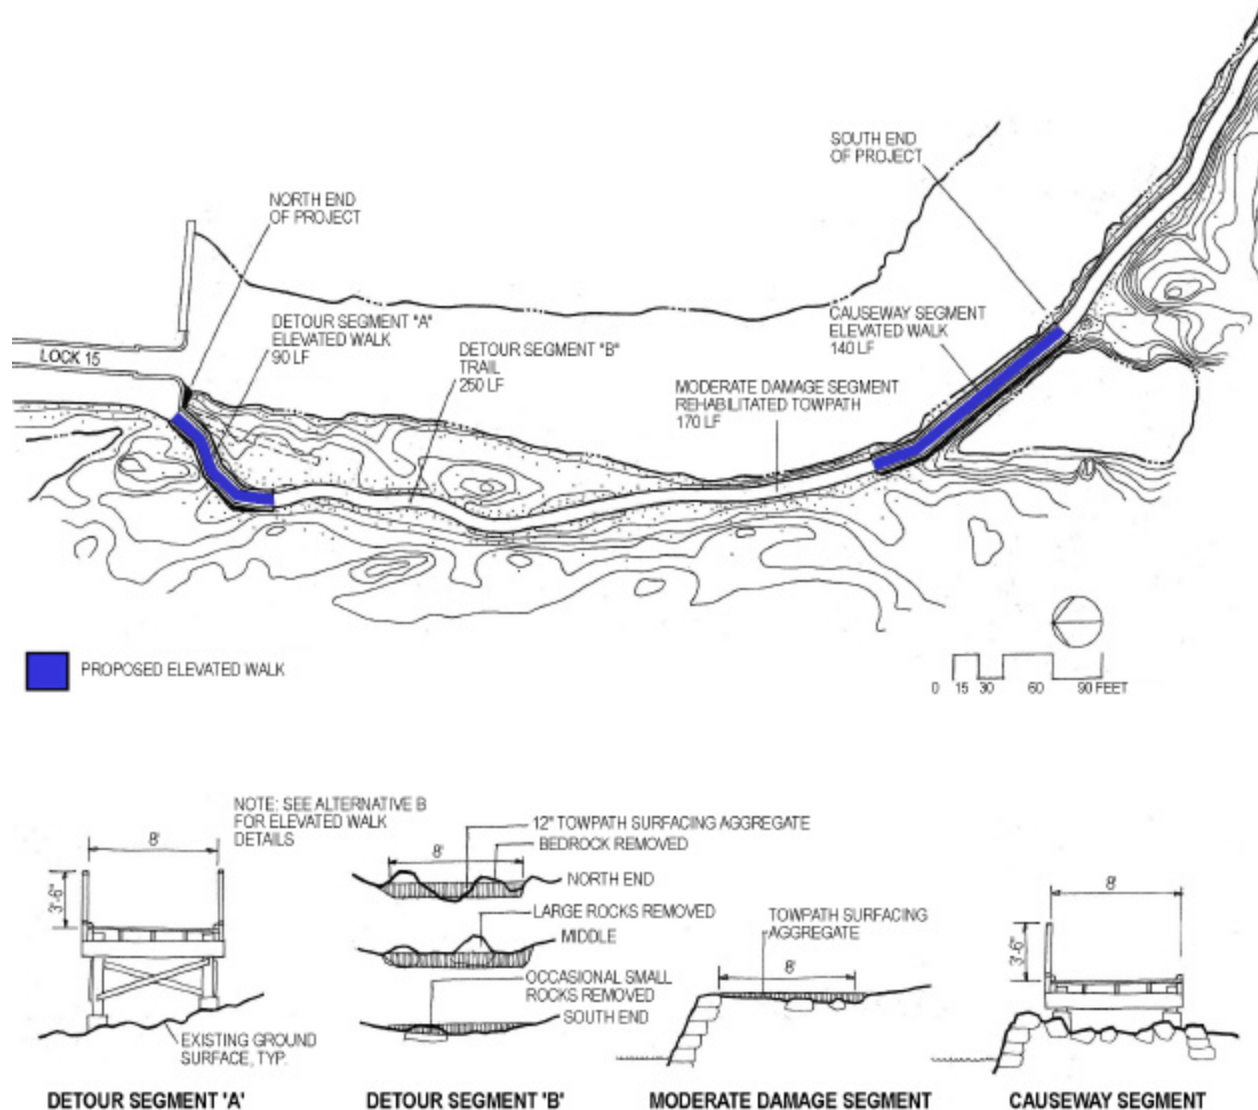 SOUTH END
OF PROJECT
NORTH END
OF PROJECT
DETOUR SEGMENT "A"
ELEVATED WALK
90 LF
CAUSEWAY SEGMENT
ELEVATED WALK
140 LF
LOCK 15
DETOUR SEGMENT "B"
TRAIL
250 LF
MODERATE DAMAGE SEGMENT
REHABILITATED TOWPATH
170 LF
PROPOSED ELEVATED WALK
0 15 30 60 90 FEET
NOTE: SEE ALTERNATIVE B
FOR ELEVATED WALK
DETAILS
8'
3'-6"
EXISTING GROUND
SURFACE, TYP.
DETOUR SEGMENT 'A'
12" TOWPATH SURFACING AGGREGATE
8'
BEDROCK REMOVED
NORTH END
LARGE ROCKS REMOVED
MIDDLE
OCCASIONAL SMALL
ROCKS REMOVED
SOUTH END
DETOUR SEGMENT 'B'
TOWPATH SURFACING
AGGREGATE
8'
MODERATE DAMAGE SEGMENT
8'
3'-6"
CAUSEWAY SEGMENT